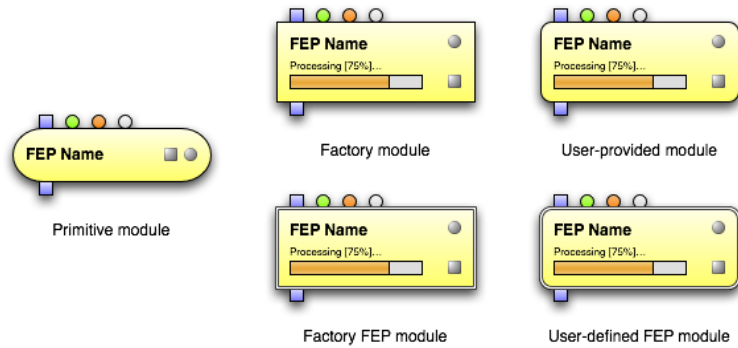 FEP Name
Processing [75%]...
Factory module
FEP Name
Processing [75%]...
User-provided module
FEP Name
Primitive module
FEP Name
Processing [75%]...
Factory FEP module
FEP Name
Processing [75%]...
User-defined FEP module